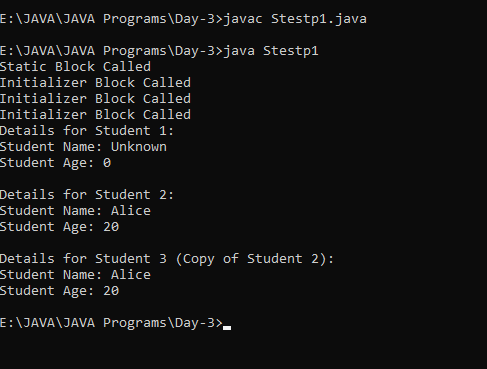 E:\JAVA\JAVA Programs\Day-3>javac Stestp1.java
E:\JAVA\JAVA Programs\Day-3>java Stestp1
Static Block Called
Initializer Block Called
Initializer Block Called
Initializer Block Called
Details for Student 1:
Student Name: Unknown
Student Age: 0
Details for Student 2:
Student Name: Alice
Student Age: 20
Details for Student 3 (Copy of Student 2):
Student Name: Alice
Student Age: 20
E:\JAVA\JAVA Programs\Day-3>